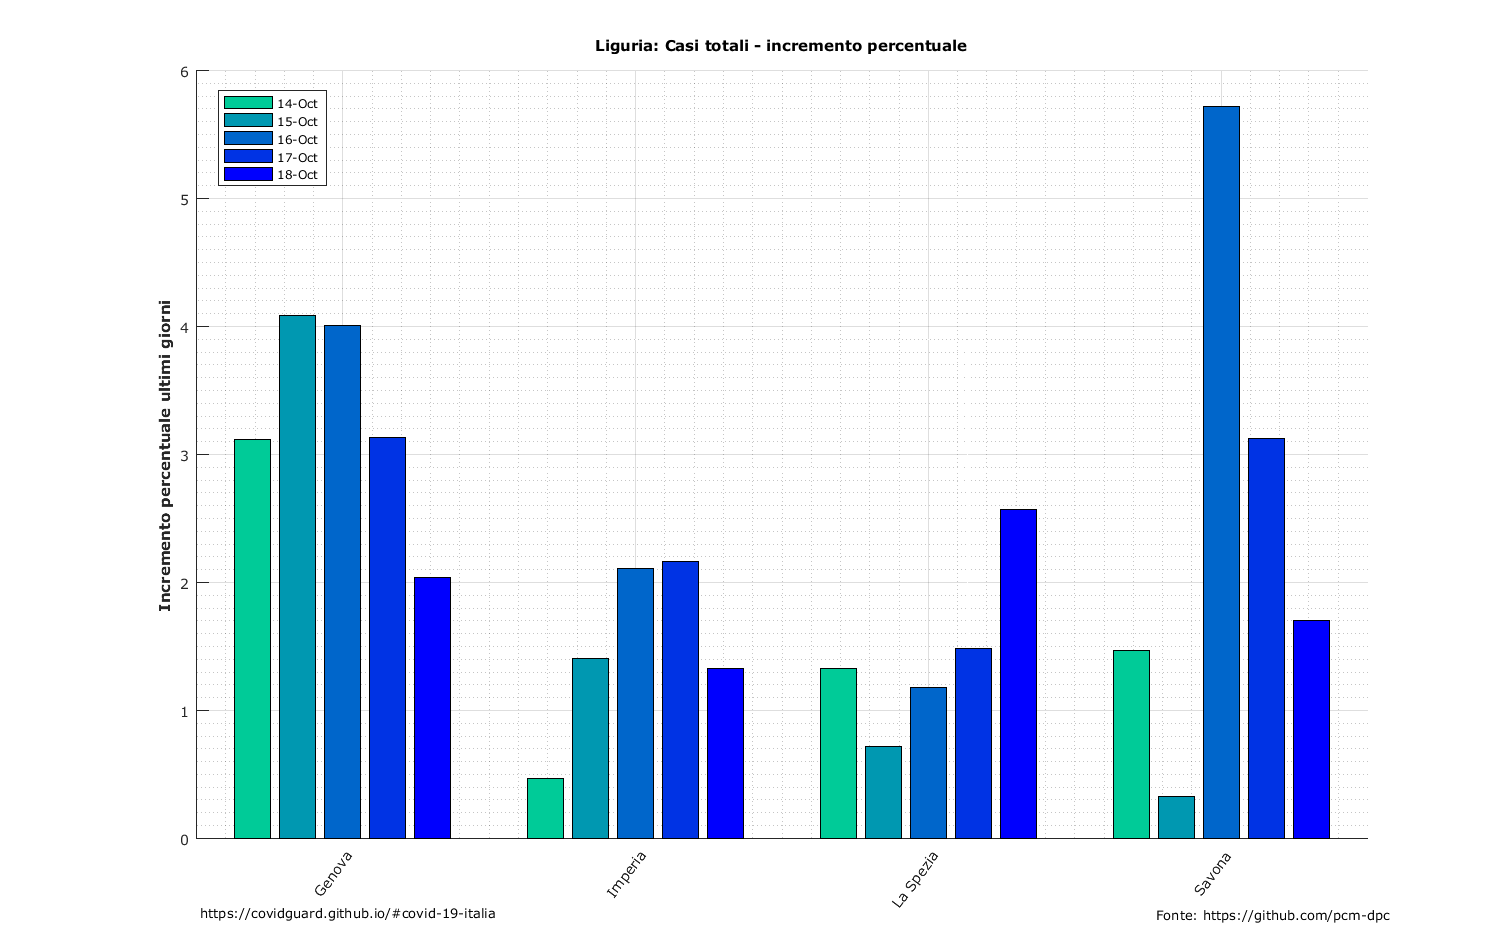 Liguria: Casi totali - incremento percentuale
6
5
4
3
2
1
0
Incremento percentuale ultimi giorni
14-Oct
15-Oct
16-Oct
17-Oct
18-Oct
Genova
Imperia
La Spezia
Savona
https://covidguard.github.io/#covid-19-italia
Fonte: https://github.com/pcm-dpc